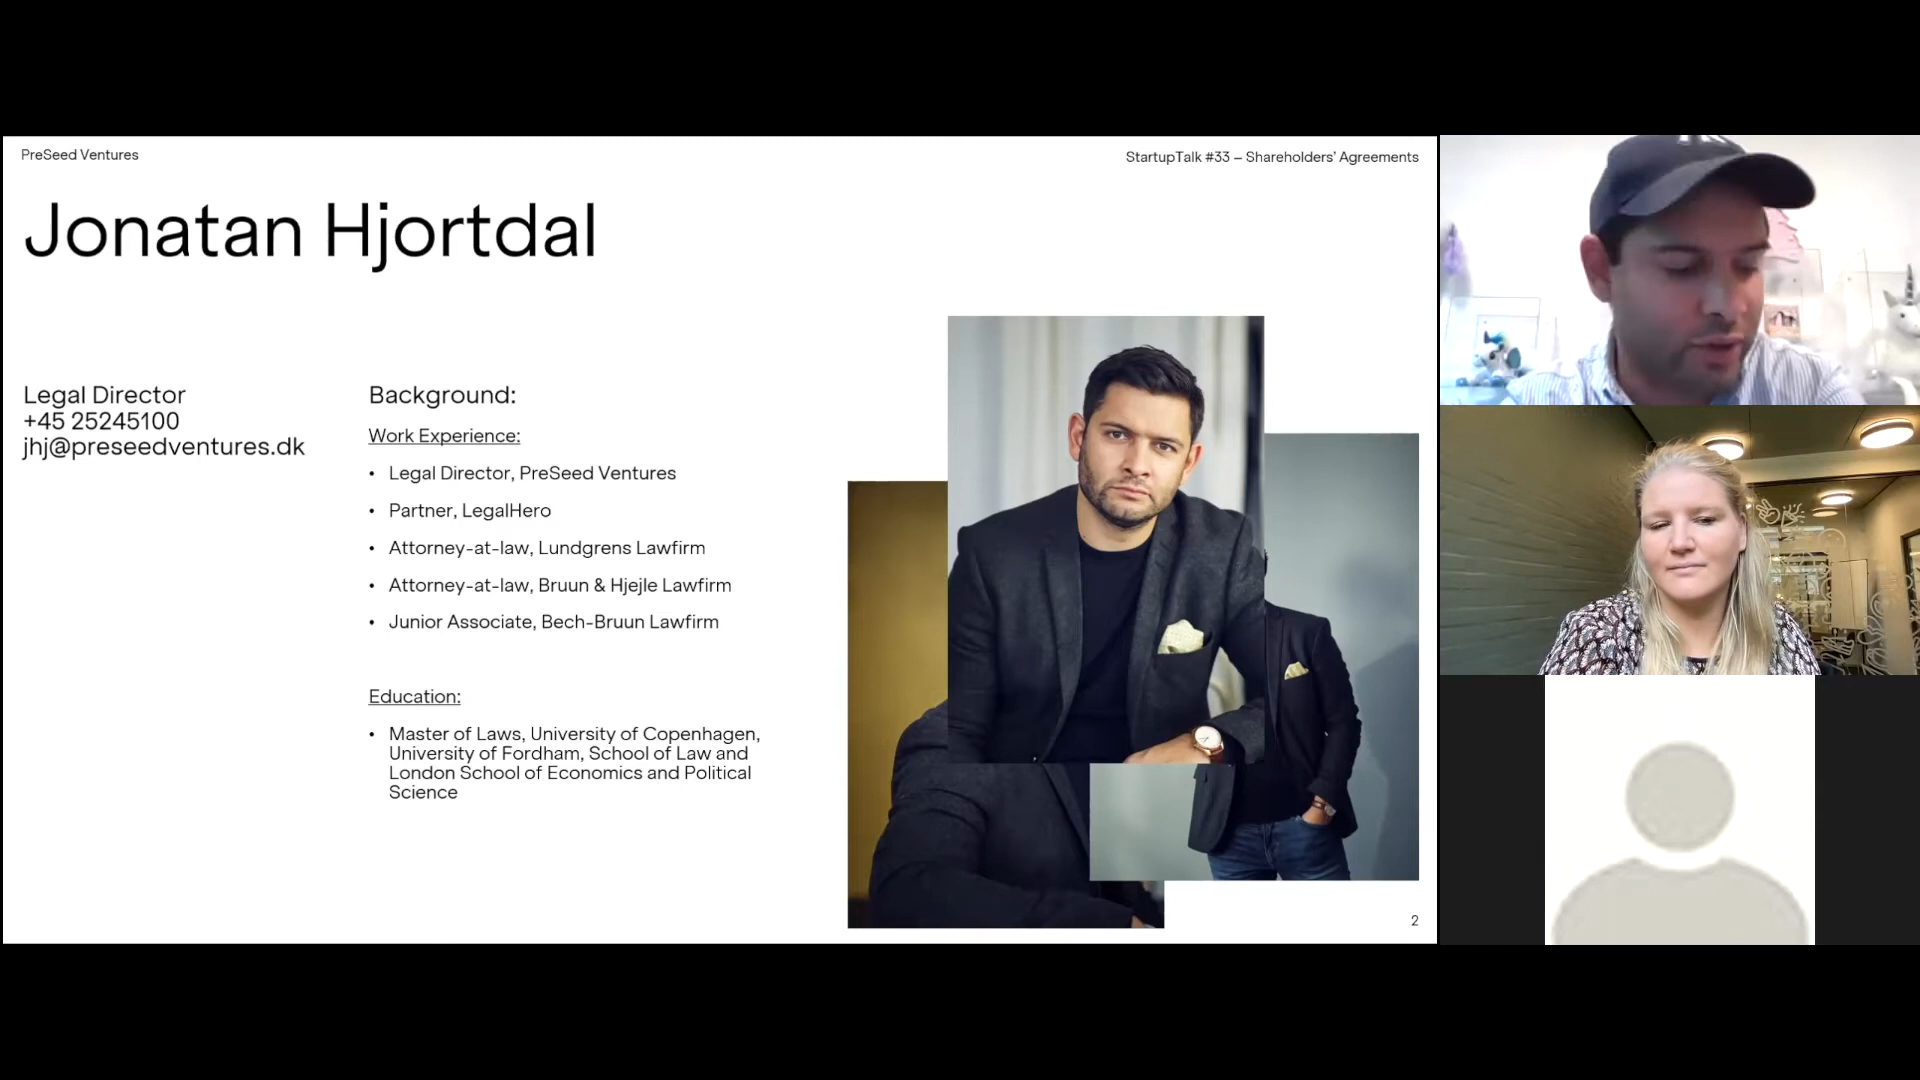 PreSeed Ventures
StartupTalk #33 – Shareholders' Agreements
Jonatan Hjortdal
Legal Director
+45 25245100
jhj@preseedventures.dk
Background:
Work Experience:
• Legal Director, PreSeed Ventures
• Partner, LegalHero
• Attorney-at-law, Lundgrens Lawfirm
• Attorney-at-law, Bruun & Hjejle Lawfirm
• Junior Associate, Bech-Bruun Lawfirm
Education:
• Master of Laws, University of Copenhagen,
University of Fordham, School of Law and
London School of Economics and Political
Science
2